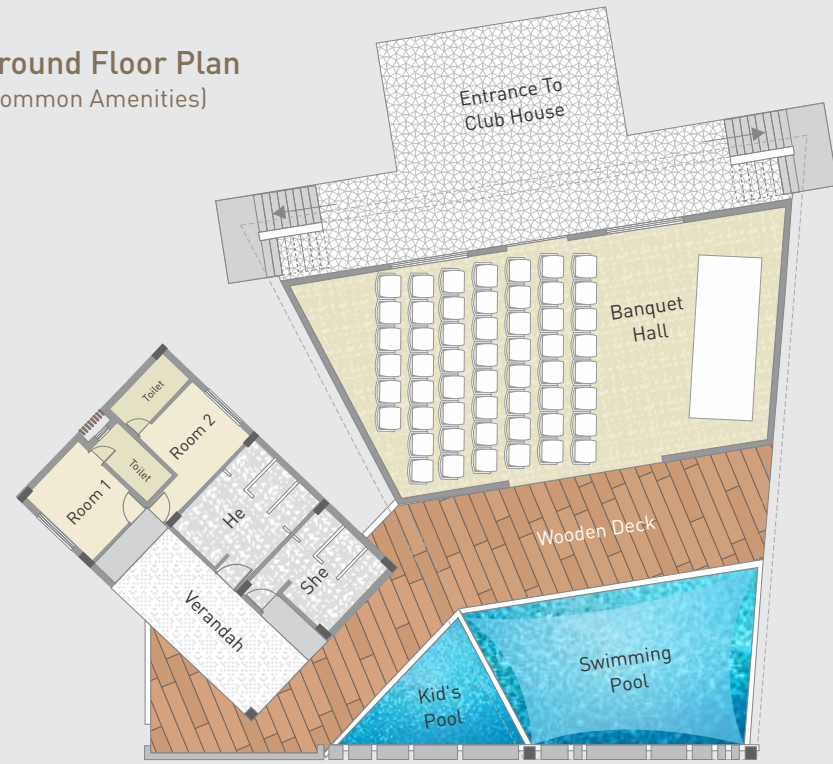 round Floor Plan
ommon Amenities)
Entrance To
Club House
Banquet
Hall
Toilet
Room 2
Toilet
Room 1
He
She
Verandah
Wooden Deck
Swimming
Pool
Kid's
Pool